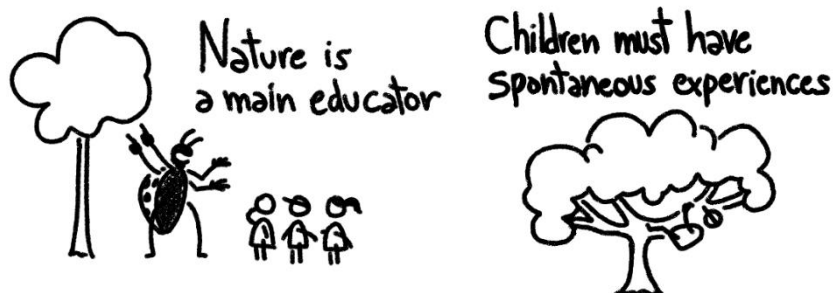 Nature is
a main educator
Children must have
spontaneous experiences